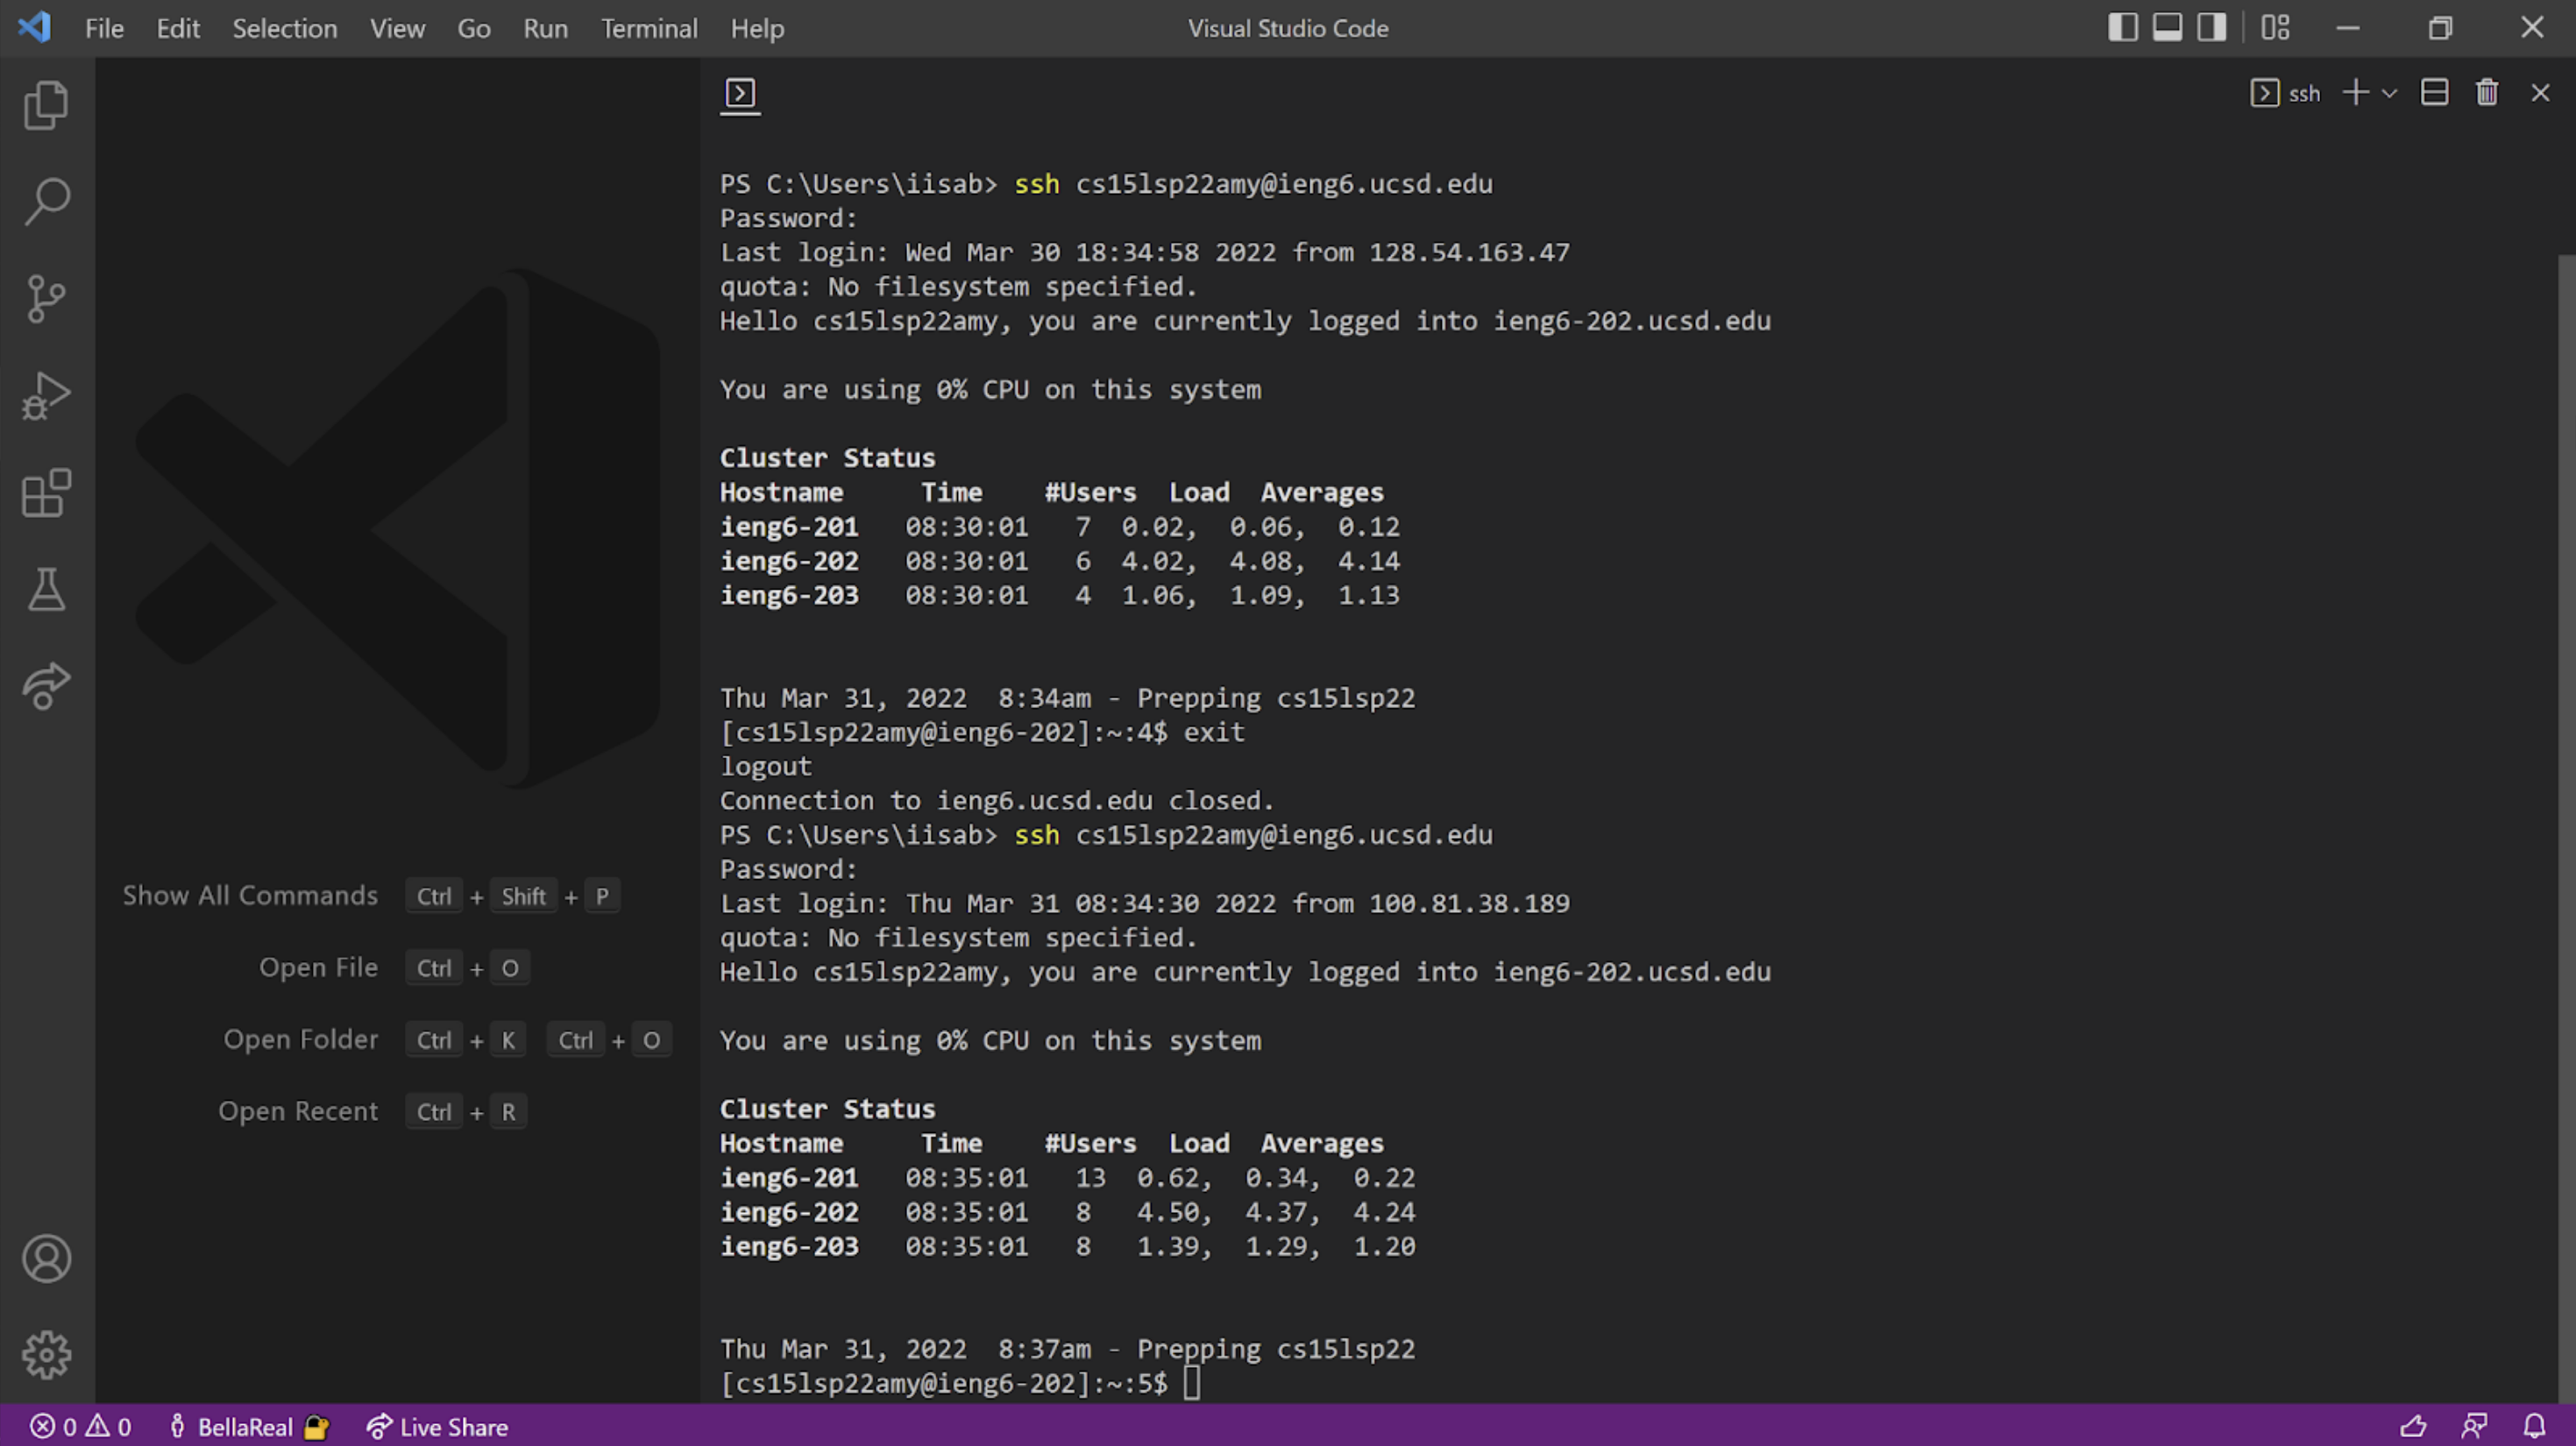 File Edit Selection View Go Run Terminal Help Visual Studio Code
ssh
PS C:\Users\iisab> ssh cs15lsp22amy@ieng6.ucsd.edu
Password:
Last login: Wed Mar 30 18:34:58 2022 from 128.54.163.47
quota: No filesystem specified.
Hello cs15lsp22amy, you are currently logged into ieng6-202.ucsd.edu
You are using 0% CPU on this system
Cluster Status
Hostname Time #Users Load Averages
ieng6-201 08:30:01 7 0.02, 0.06, 0.12
ieng6-202 08:30:01 6 4.02, 4.08, 4.14
ieng6-203 08:30:01 4 1.06, 1.09, 1.13
Thu Mar 31, 2022 8:34am - Prepping cs15lsp22
[cs15lsp22amy@ieng6-202]:~:4$ exit
logout
Connection to ieng6.ucsd.edu closed.
PS C:\Users\iisab> ssh cs15lsp22amy@ieng6.ucsd.edu
Password:
Last login: Thu Mar 31 08:34:30 2022 from 100.81.38.189
quota: No filesystem specified.
Hello cs15lsp22amy, you are currently logged into ieng6-202.ucsd.edu
You are using 0% CPU on this system
Cluster Status
Hostname Time #Users Load Averages
ieng6-201 08:35:01 13 0.62, 0.34, 0.22
ieng6-202 08:35:01 8 4.50, 4.37, 4.24
ieng6-203 08:35:01 8 1.39, 1.29, 1.20
Thu Mar 31, 2022 8:37am - Prepping cs15lsp22
[cs15lsp22amy@ieng6-202]:~:5$
Show All Commands Ctrl + Shift + P
Open File Ctrl + O
Open Folder Ctrl + K Ctrl + O
Open Recent Ctrl + R
0 0 BellaReal Live Share